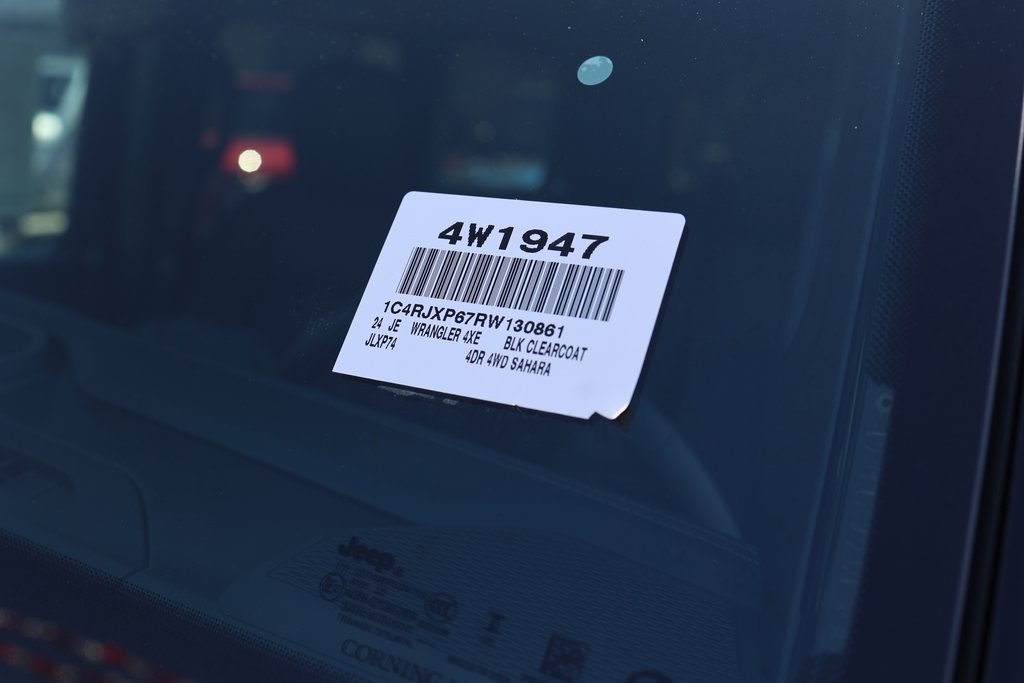 4W1947
1C4RJXP67RW130861
24 JE WRANGLER 4XE BLK CLEARCOAT
JLXP74 4DR 4WD SAHARA
Jeep
CORNING